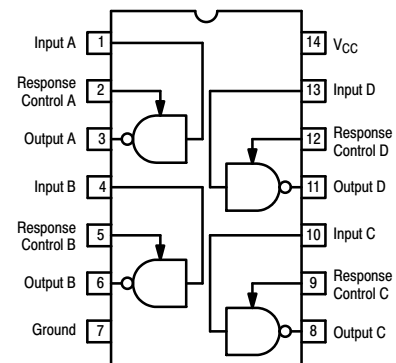 Input A
1
14
VCC
Response
Control A
2
13
Input D
Output A
3
12
Response
Control D
Input B
4
11
Output D
Response
Control B
5
10
Input C
Output B
6
9
Response
Control C
Ground
7
8
Output C